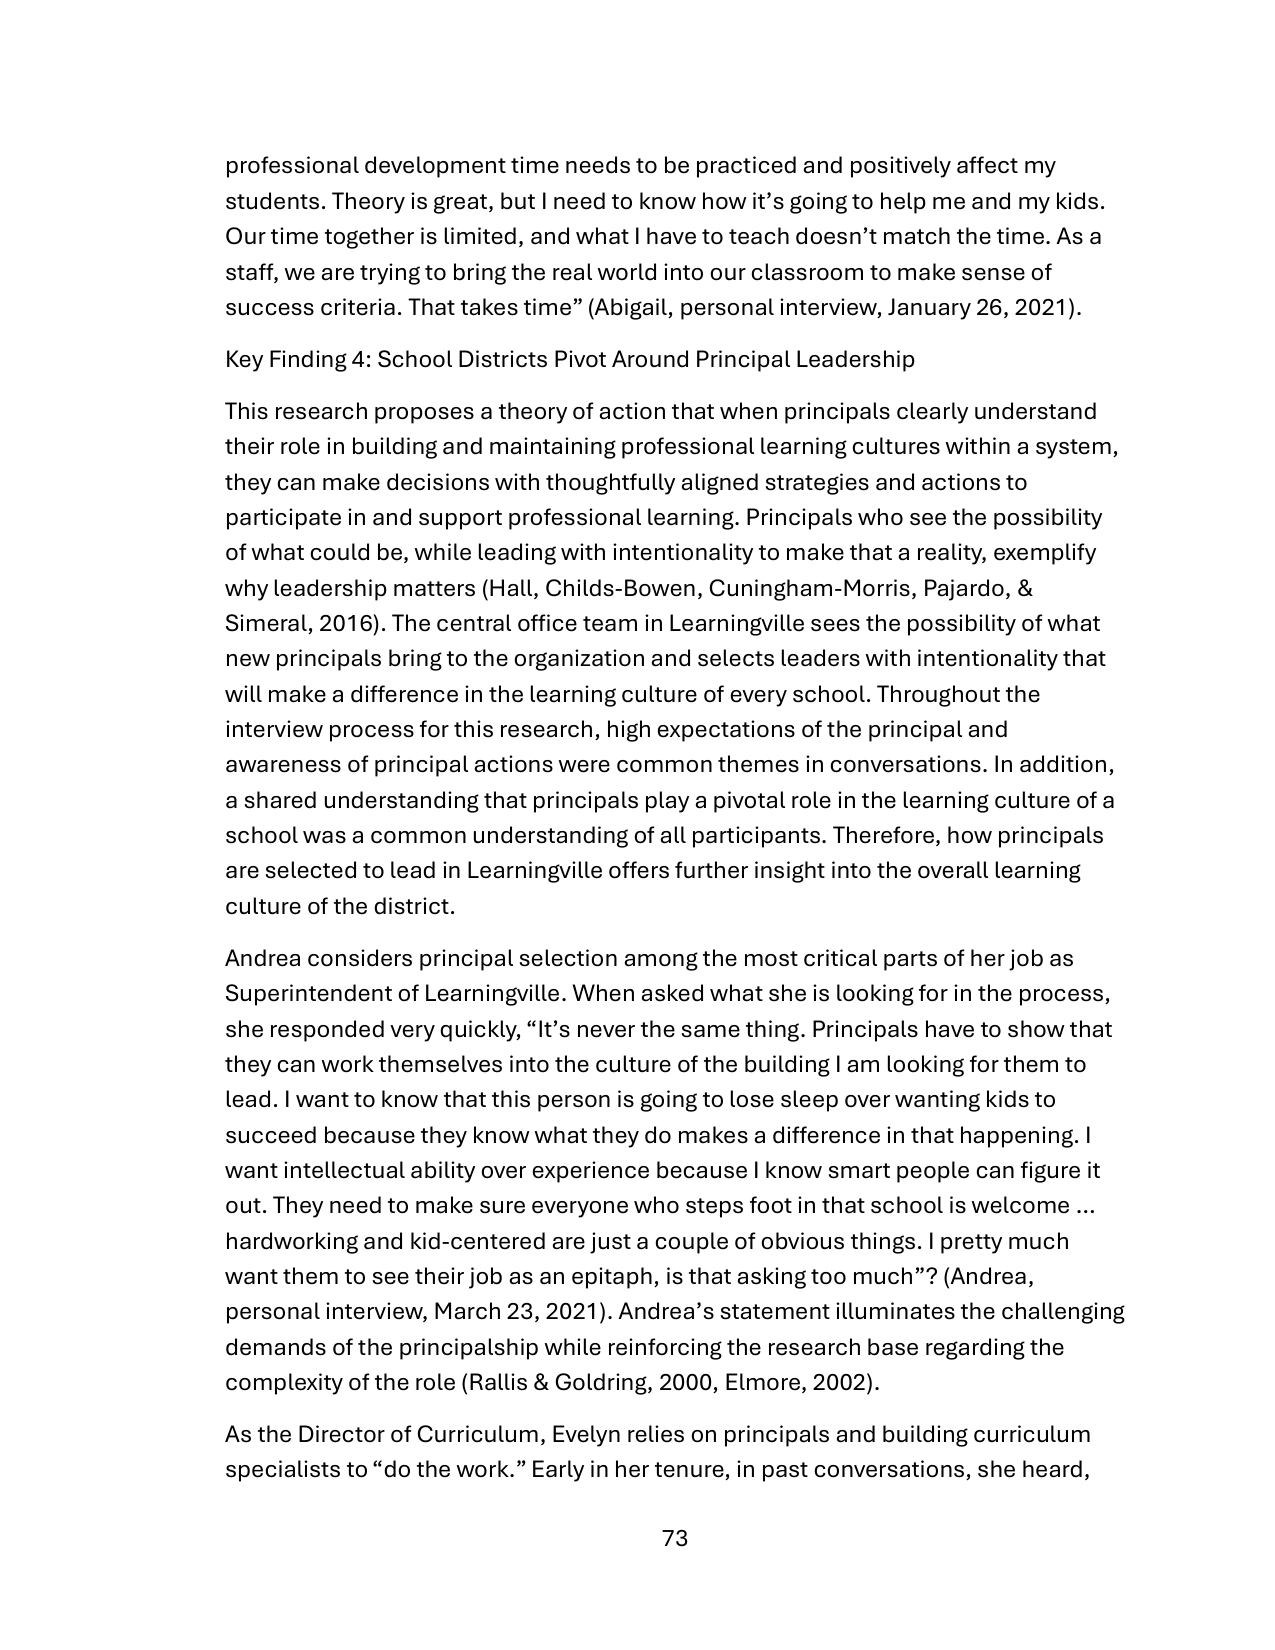 professional development time needs to be practiced and positively affect my
students. Theory is great, but I need to know how it’s going to help me and my kids.
Our time together is limited, and what I have to teach doesn’t match the time. As a
staff, we are trying to bring the real world into our classroom to make sense of
success criteria. That takes time” (Abigail, personal interview, January 26, 2021).
Key Finding 4: School Districts Pivot Around Principal Leadership
This research proposes a theory of action that when principals clearly understand
their role in building and maintaining professional learning cultures within a system,
they can make decisions with thoughtfully aligned strategies and actions to
participate in and support professional learning. Principals who see the possibility
of what could be, while leading with intentionality to make that a reality, exemplify
why leadership matters (Hall, Childs-Bowen, Cuningham-Morris, Pajardo, &
Simeral, 2016). The central office team in Learningville sees the possibility of what
new principals bring to the organization and selects leaders with intentionality that
will make a difference in the learning culture of every school. Throughout the
interview process for this research, high expectations of the principal and
awareness of principal actions were common themes in conversations. In addition,
a shared understanding that principals play a pivotal role in the learning culture of a
school was a common understanding of all participants. Therefore, how principals
are selected to lead in Learningville offers further insight into the overall learning
culture of the district.
Andrea considers principal selection among the most critical parts of her job as
Superintendent of Learningville. When asked what she is looking for in the process,
she responded very quickly, “It’s never the same thing. Principals have to show that
they can work themselves into the culture of the building I am looking for them to
lead. I want to know that this person is going to lose sleep over wanting kids to
succeed because they know what they do makes a difference in that happening. I
want intellectual ability over experience because I know smart people can figure it
out. They need to make sure everyone who steps foot in that school is welcome …
hardworking and kid-centered are just a couple of obvious things. I pretty much
want them to see their job as an epitaph, is that asking too much”? (Andrea,
personal interview, March 23, 2021). Andrea’s statement illuminates the challenging
demands of the principalship while reinforcing the research base regarding the
complexity of the role (Rallis & Goldring, 2000, Elmore, 2002).
As the Director of Curriculum, Evelyn relies on principals and building curriculum
specialists to “do the work.” Early in her tenure, in past conversations, she heard,
73